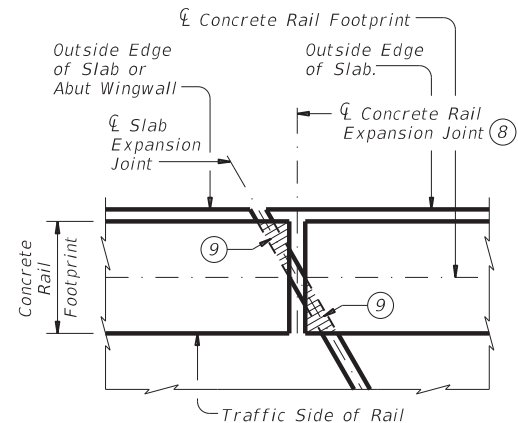 ℄ Concrete Rail Footprint
Outside Edge
of Slab or
Abut Wingwall
Outside Edge
of Slab.
℄ Slab
Expansion
Joint
℄ Concrete Rail
Expansion Joint 8
9
9
Concrete
Rail
Footprint
Traffic Side of Rail